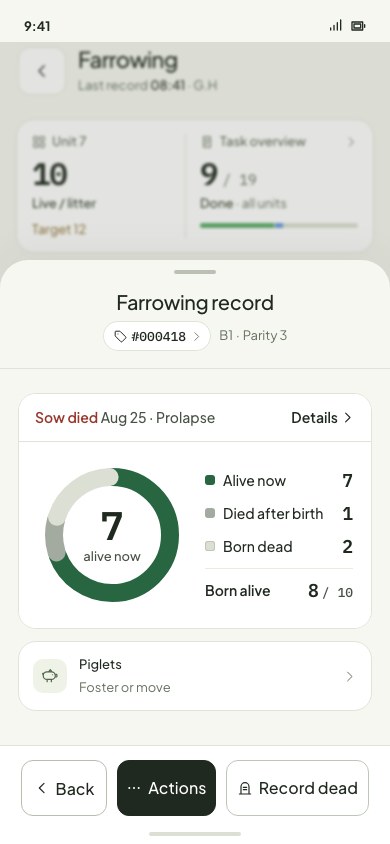 9:41
Farrowing
Last record 08:41 · G.H
Unit 7
Task overview
10
9 / 19
Live / litter
Done · all units
Target 12
Farrowing record
#000418
B1 · Parity 3
Sow died Aug 25 · Prolapse
Details
7
alive now
Alive now 7
Died after birth 1
Born dead 2
Born alive 8 / 10
Piglets
Foster or move
Back
··· Actions
Record dead